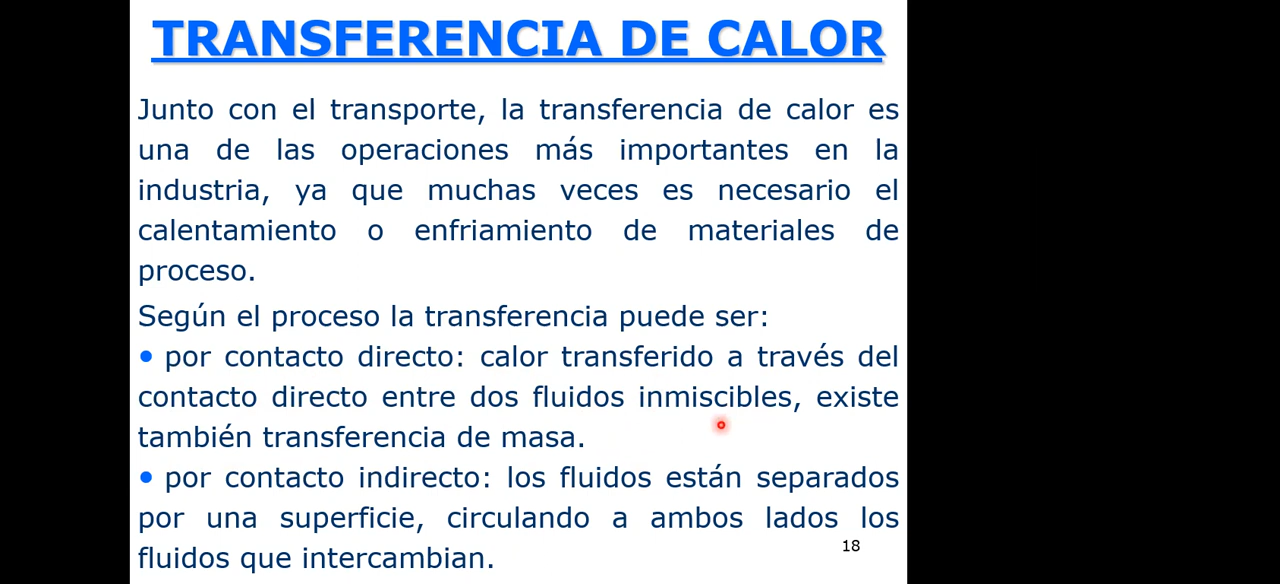 TRANSFERENCIA DE CALOR
Junto con el transporte, la transferencia de calor es
una de las operaciones más importantes en la
industria, ya que muchas veces es necesario el
calentamiento o enfriamiento de materiales de
proceso.
Según el proceso la transferencia puede ser:
• por contacto directo: calor transferido a través del
contacto directo entre dos fluidos inmiscibles, existe
también transferencia de masa.
• por contacto indirecto: los fluidos están separados
por una superficie, circulando a ambos lados los
fluidos que intercambian.
18